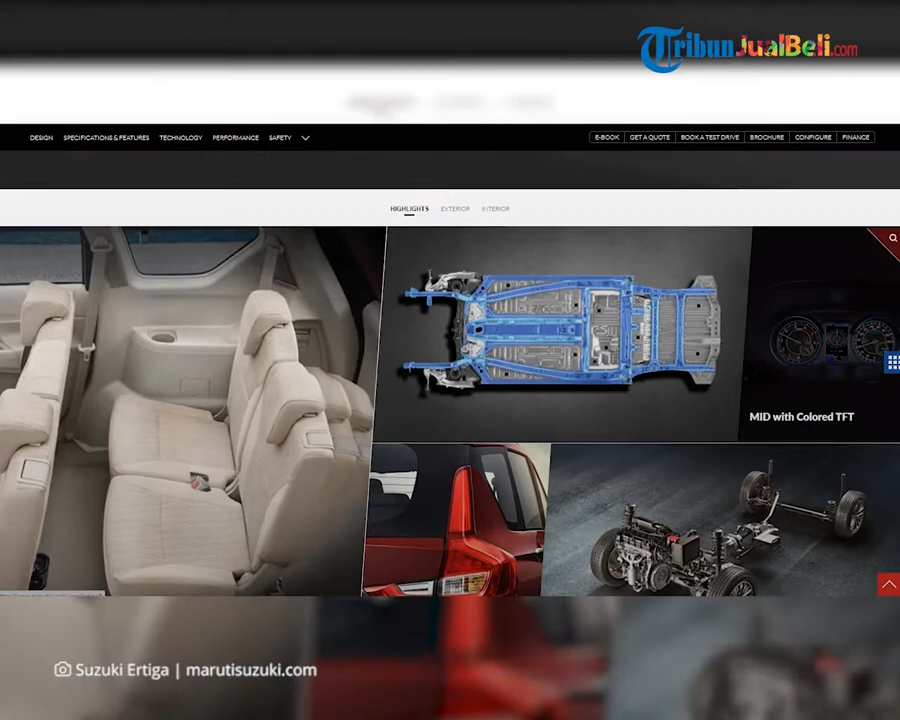 TribunJualBeli.com
DESIGN SPECIFICATIONS & FEATURES TECHNOLOGY PERFORMANCE SAFETY
E-BOOK GET A QUOTE BOOK A TEST DRIVE BROCHURE CONFIGURE FINANCE
HIGHLIGHTS EXTERIOR INTERIOR
MID with Colored TFT
Suzuki Ertiga | marutisuzuki.com